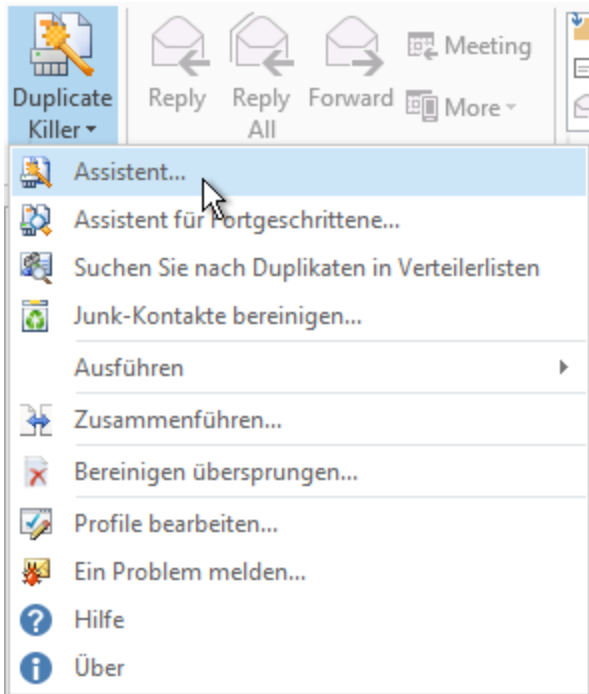 Duplicate
Killer
Reply
Reply
All
Forward
Meeting
More
Assistent...
Assistent für Fortgeschrittene...
Suchen Sie nach Duplikaten in Verteilerlisten
Junk-Kontakte bereinigen...
Ausführen
Zusammenführen...
Bereinigen übersprungen...
Profile bearbeiten...
Ein Problem melden...
Hilfe
Über